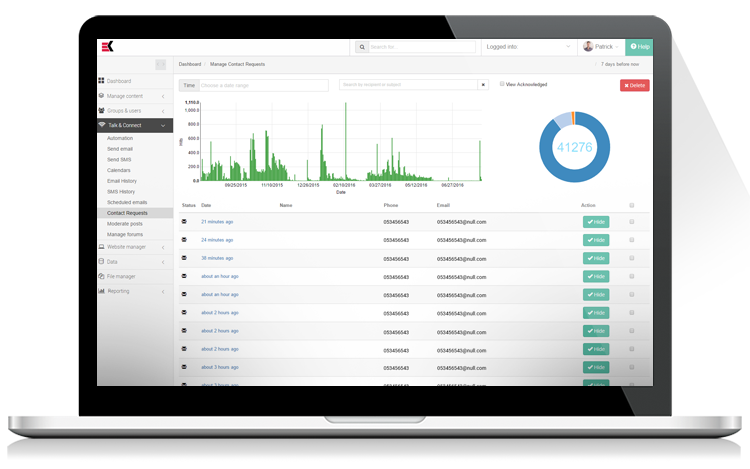 EK
Search for..
Logged into:
Patrick
Help
Dashboard
Manage content
Groups & users
Talk & Connect
Automation
Send email
Send SMS
Calendars
Email History
SMS History
Scheduled emails
Contact Requests
Moderate posts
Manage forums
Website manager
Data
File manager
Reporting
Dashboard / Manage Contact Requests
7 days before now
Time
Choose a date range
Search by recipient or subject
View Acknowledged
Delete
1,110.0
1,000.0
800.0
600.0
400.0
200.0
0.0
Hits
09/25/2015
11/10/2015
12/26/2015
02/10/2016
03/27/2016
05/12/2016
06/27/2016
Date
41276
Status Date Name Phone Email Action
21 minutes ago 053456543 053456543@null.com Hide
24 minutes ago 053456543 053456543@null.com Hide
38 minutes ago 053456543 053456543@null.com Hide
about an hour ago 053456543 053456543@null.com Hide
about an hour ago 053456543 053456543@null.com Hide
about 2 hours ago 053456543 053456543@null.com Hide
about 2 hours ago 053456543 053456543@null.com Hide
about 2 hours ago 053456543 053456543@null.com Hide
about 3 hours ago 053456543 053456543@null.com Hide
about 3 hours ago 053456543 053456543@null.com Hide